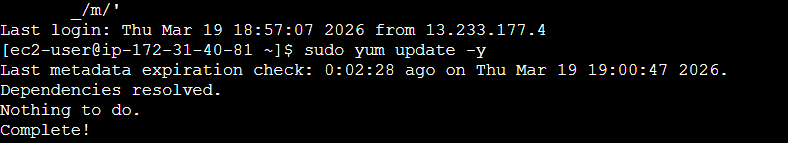 _/m/'
Last login: Thu Mar 19 18:57:07 2026 from 13.233.177.4
[ec2-user@ip-172-31-40-81 ~]$ sudo yum update -y
Last metadata expiration check: 0:02:28 ago on Thu Mar 19 19:00:47 2026.
Dependencies resolved.
Nothing to do.
Complete!